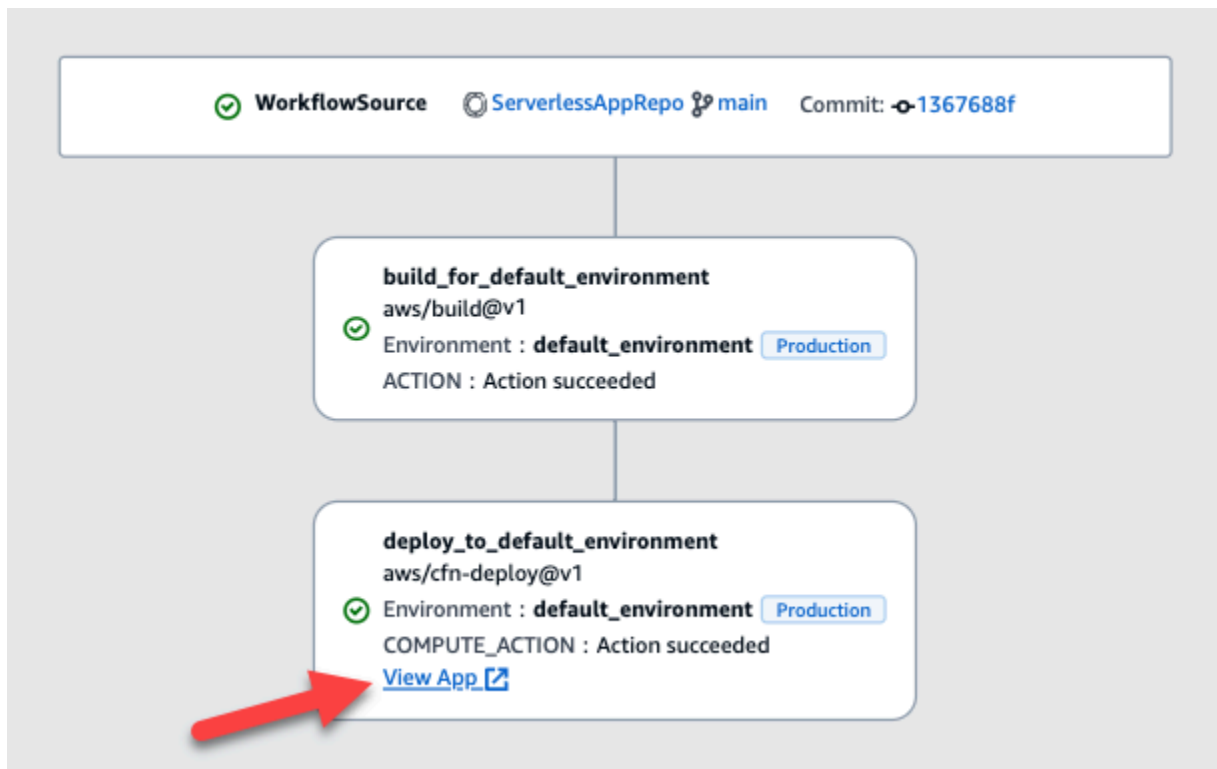 WorkflowSource ServerlessAppRepo main Commit: 1367688f
build_for_default_environment
aws/build@v1
Environment : default_environment Production
ACTION : Action succeeded
deploy_to_default_environment
aws/cfn-deploy@v1
Environment : default_environment Production
COMPUTE_ACTION : Action succeeded
View App